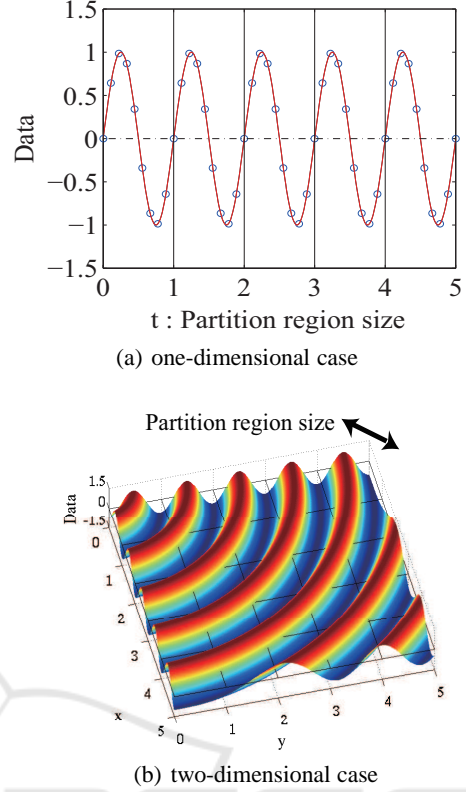 1.5
1
0.5
0
−0.5
−1
−1.5
Data
0 1 2 3 4 5
t : Partition region size
(a) one-dimensional case
Partition region size
1.5
0
-1.5
Data
0
1
2
3
4
5
x
0
1
2
3
4
5
y
(b) two-dimensional case